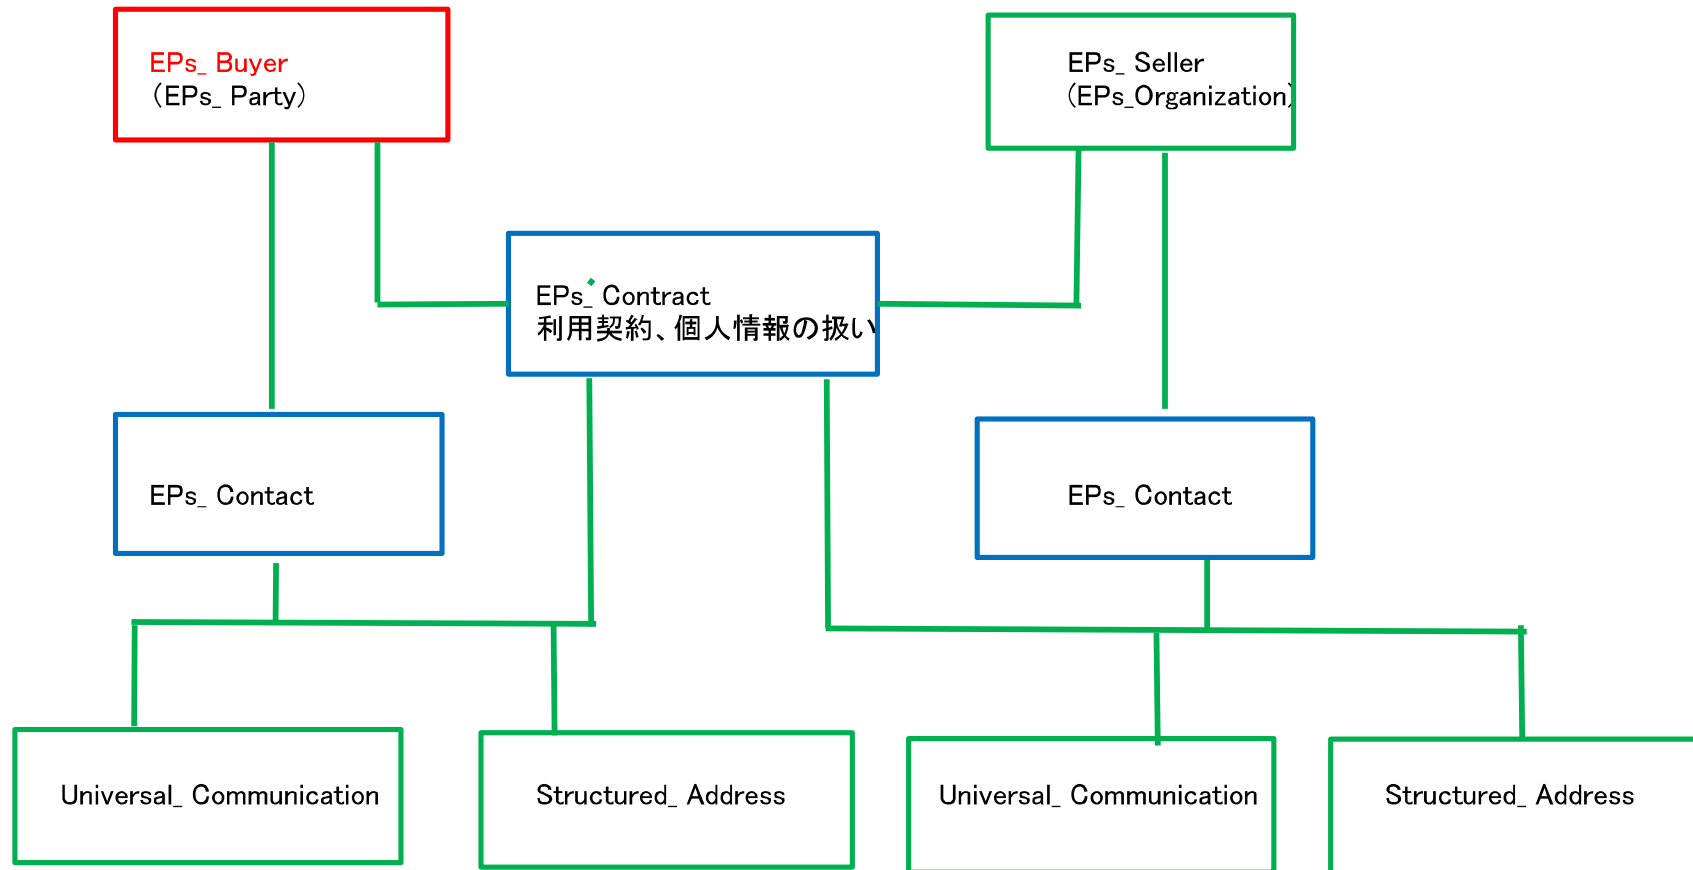 EPs_ Buyer
（EPs_ Party）
EPs_ Seller
（EPs_Organization）
EPs_ Contract
利用契約、個人情報の扱い
EPs_ Contact
EPs_ Contact
Universal_ Communication
Structured_ Address
Universal_ Communication
Structured_ Address